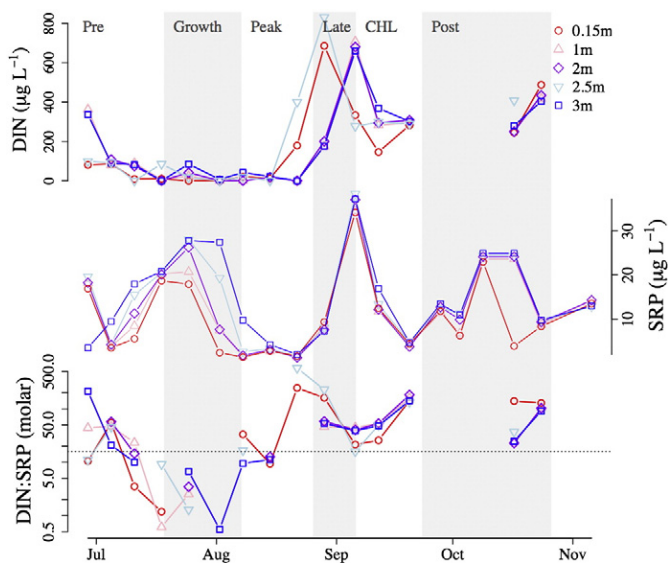 Pre Growth Peak Late CHL Post
0.15m
1m
2m
2.5m
3m
DIN (µg L−1)
800
600
400
200
0
SRP (µg L−1)
30
20
10
DIN:SRP (molar)
500.0
50.0
5.0
0.5
Jul Aug Sep Oct Nov